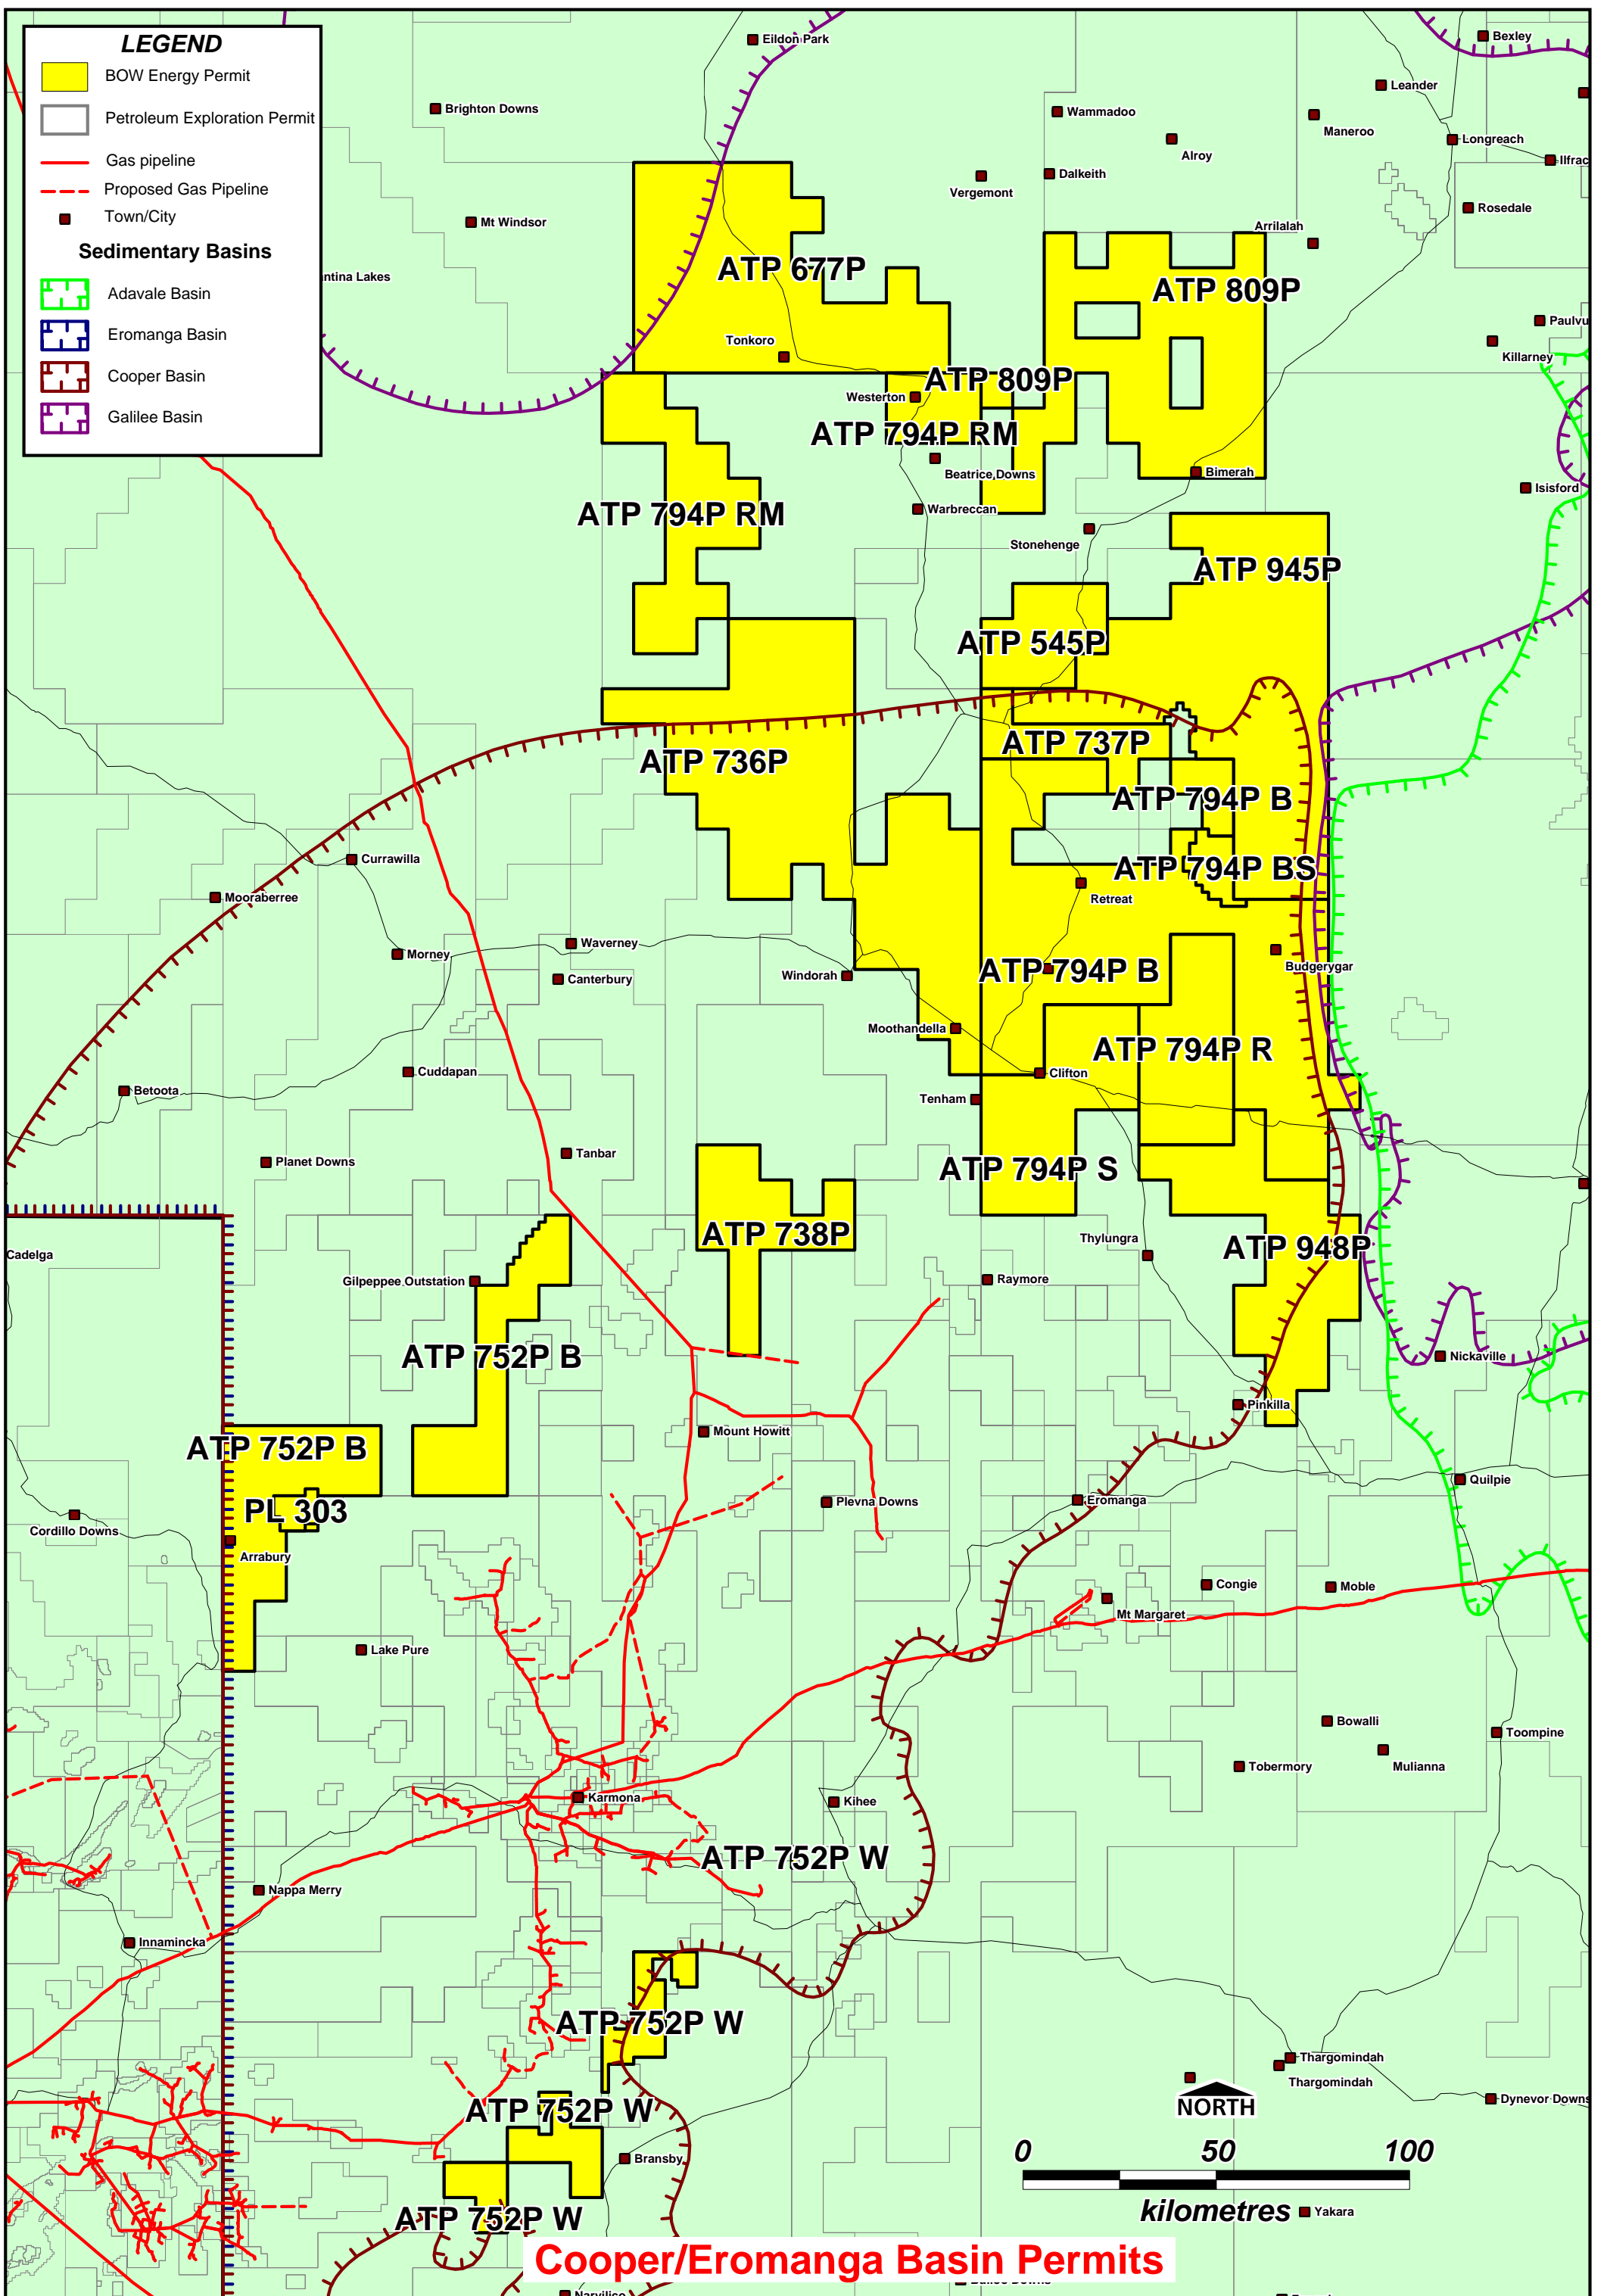 LEGEND
BOW Energy Permit
Petroleum Exploration Permit
Gas pipeline
Proposed Gas Pipeline
Town/City
Sedimentary Basins
Adavale Basin
Eromanga Basin
Cooper Basin
Galilee Basin
Eildon Park
Bexley
Leander
Brighton Downs
Wammadoo
Maneroo
Longreach
Alroy
Ilfrac
Vergemont
Dalkeith
Rosedale
Mt Windsor
Arrilalah
ntina Lakes
ATP 677P
ATP 809P
Paulvu
Tonkoro
Killarney
ATP 809P
Westerton
ATP 794P RM
Beatrice Downs
Bimerah
Isisford
ATP 794P RM
Warbreccan
Stonehenge
ATP 945P
ATP 545P
ATP 737P
ATP 736P
ATP 794P B
Currawilla
ATP 794P BS
Mooraberree
Retreat
Waverney
Morney
Budgerygar
ATP 794P B
Windorah
Canterbury
Moothandella
ATP 794P R
Cuddapan
Clifton
Betoota
Tenham
Tanbar
Planet Downs
ATP 794P S
ATP 738P
Thylungra
ATP 948P
Cadelga
Gilpeppee Outstation
Raymore
ATP 752P B
Nickaville
Pinkilla
Mount Howitt
ATP 752P B
Quilpie
PL 303
Plevna Downs
Eromanga
Cordillo Downs
Arrabury
Congie
Moble
Mt Margaret
Lake Pure
Bowalli
Toompine
Tobermory
Mulianna
Karmona
Kihee
ATP 752P W
Nappa Merry
Innamincka
ATP 752P W
Thargomindah
Thargomindah
Dynevor Downs
NORTH
ATP 752P W
0 50 100
Bransby
kilometres
Yakara
ATP 752P W
Cooper/Eromanga Basin Permits